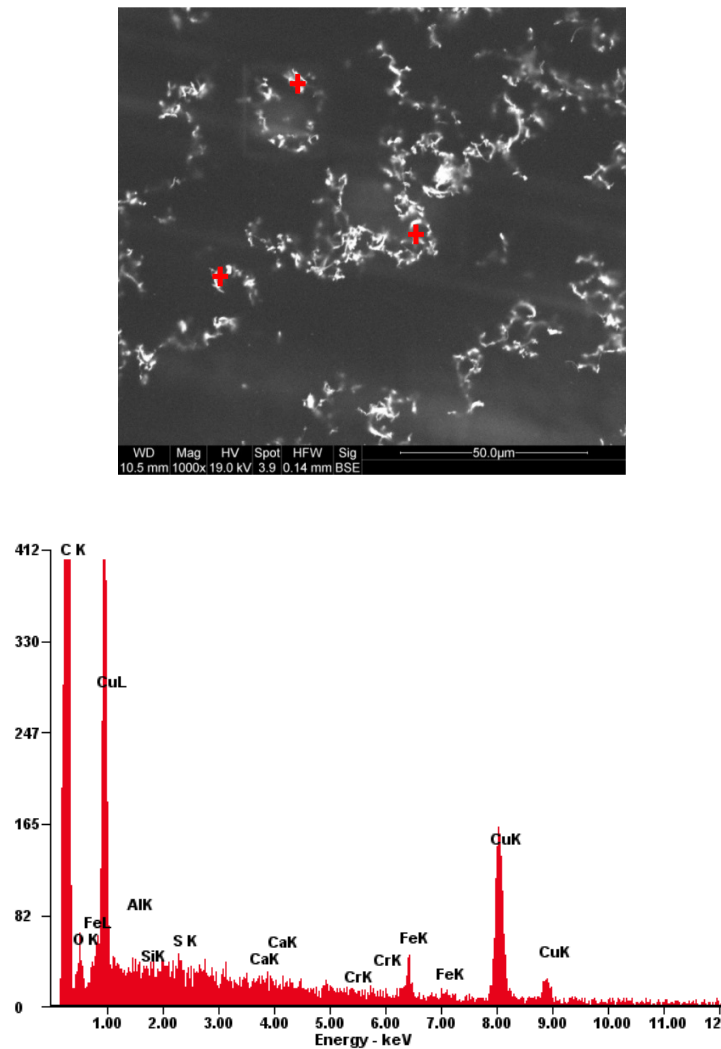 WD Mag HV Spot HFW Sig
10.5 mm 1000x 19.0 kV 3.9 0.14 mm BSE
50.0µm
412
C K
330
CuL
247
165
CuK
82
AlK
FeL
O K
SiK
S K
CaK
CaK
CrK
CrK
FeK
FeK
CuK
0
1.00 2.00 3.00 4.00 5.00 6.00 7.00 8.00 9.00 10.00 11.00 12
Energy - keV